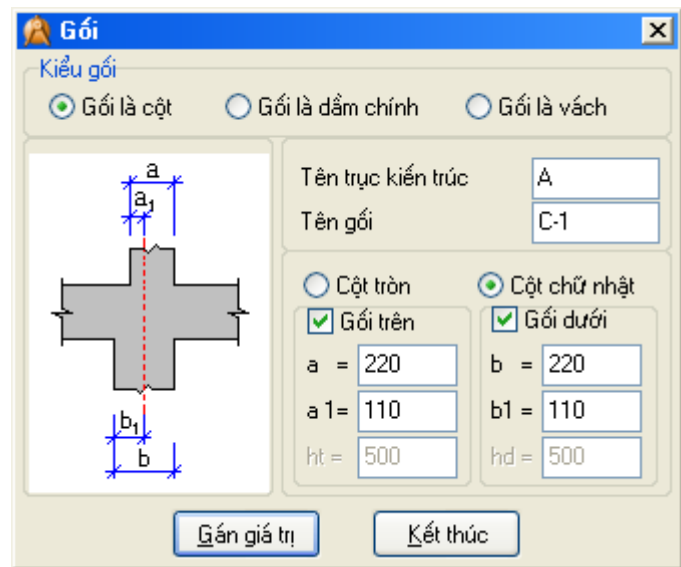 Gối
Kiểu gối
Gối là cột Gối là dầm chính Gối là vách
a
a1
b1
b
Tên trục kiến trúc A
Tên gối C-1
Cột tròn Cột chữ nhật
Gối trên Gối dưới
a = 220 b = 220
a1= 110 b1 = 110
ht = 500 hd = 500
Gán giá trị Kết thúc